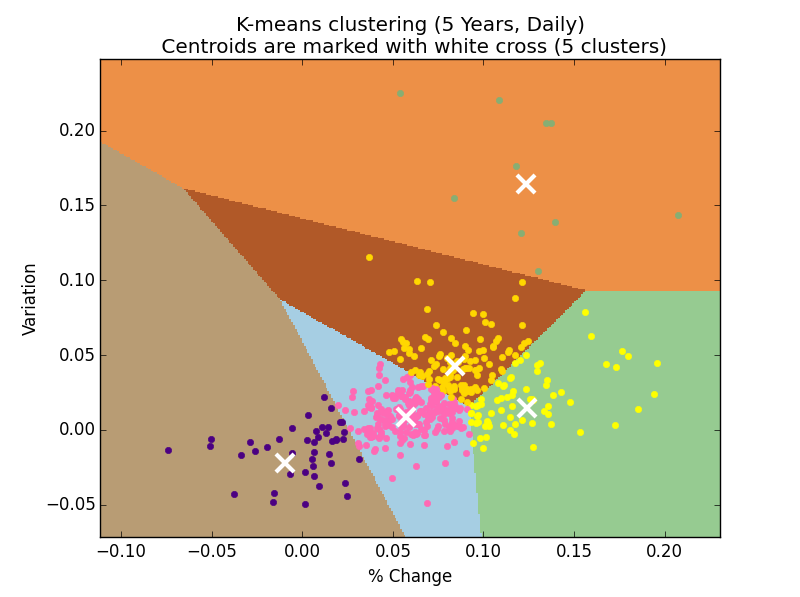 K-means clustering (5 Years, Daily)
Centroids are marked with white cross (5 clusters)
0.20
0.15
0.10
0.05
0.00
−0.05
Variation
−0.10 −0.05 0.00 0.05 0.10 0.15 0.20
% Change